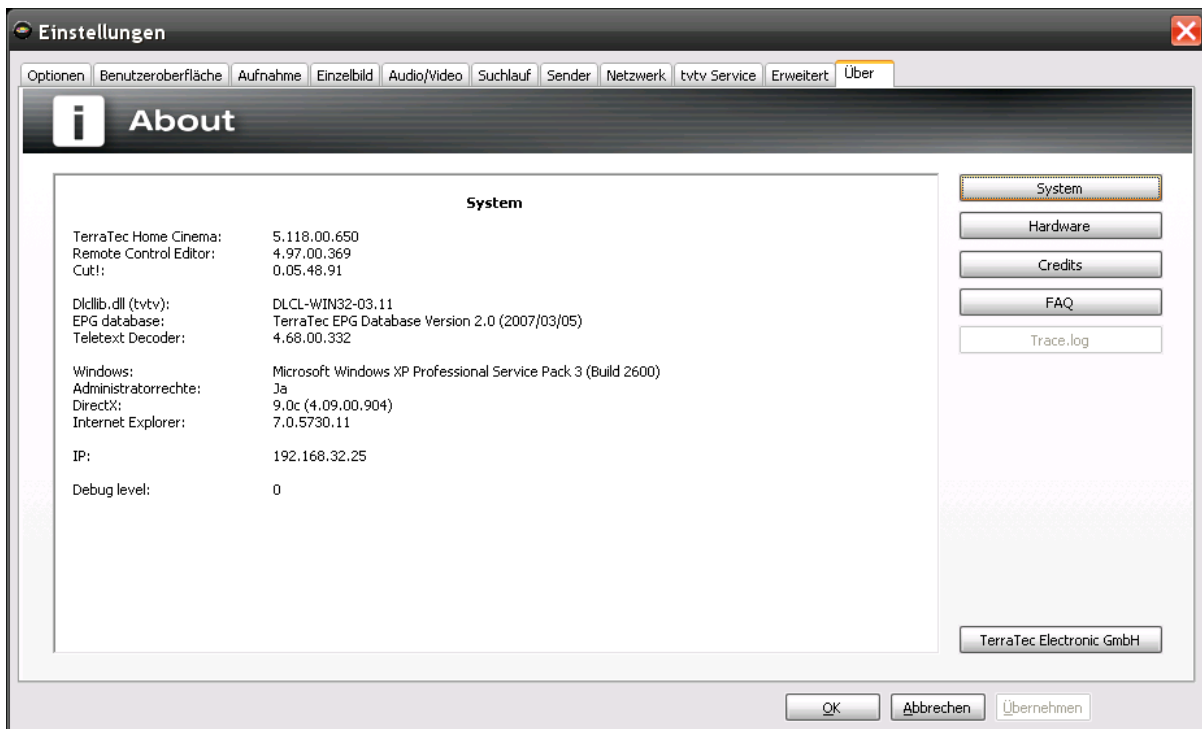 Einstellungen
Optionen Benutzeroberfläche Aufnahme Einzelbild Audio/Video Suchlauf Sender Netzwerk tvtv Service Erweitert Über
i About
System
TerraTec Home Cinema: 5.118.00.650
Remote Control Editor: 4.97.00.369
Cut!: 0.05.48.91
Dlcllib.dll (tvtv): DLCL-WIN32-03.11
EPG database: TerraTec EPG Database Version 2.0 (2007/03/05)
Teletext Decoder: 4.68.00.332
Windows: Microsoft Windows XP Professional Service Pack 3 (Build 2600)
Administratorrechte: Ja
DirectX: 9.0c (4.09.00.904)
Internet Explorer: 7.0.5730.11
IP: 192.168.32.25
Debug level: 0
System
Hardware
Credits
FAQ
Trace.log
TerraTec Electronic GmbH
OK Abbrechen Übernehmen